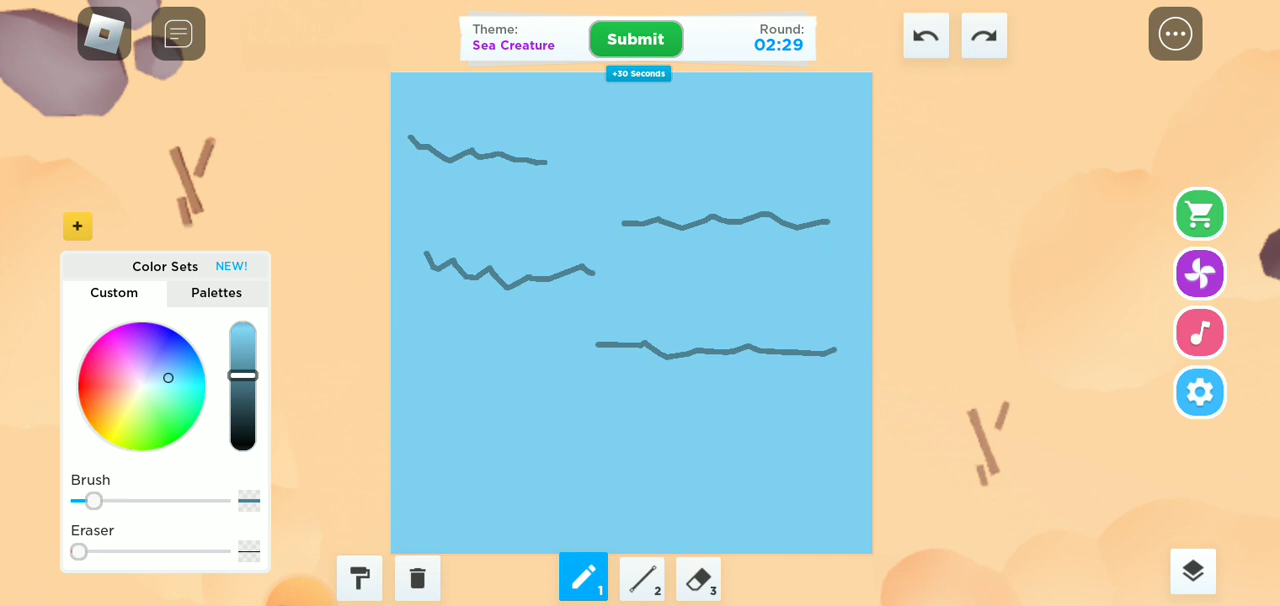 Theme:
Sea Creature
Submit
Round:
02:29
+30 Seconds
+
Color Sets NEW!
Custom Palettes
Brush
Eraser
1
2
3